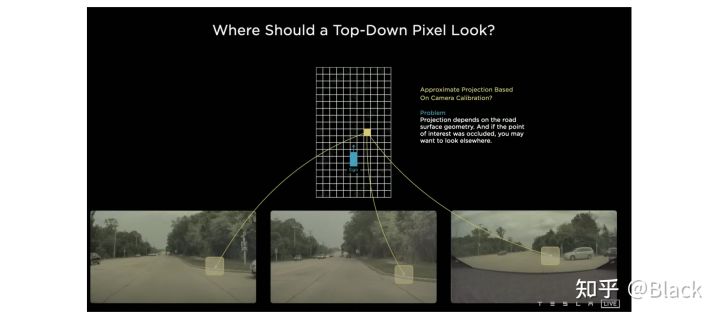 Where Should a Top-Down Pixel Look?
Approximate Projection Based
On Camera Calibration?
Problem
Projection depends on the road
surface geometry. And if the point
of interest was occluded, you may
want to look elsewhere.
知乎 @Black
TESLA LIVE